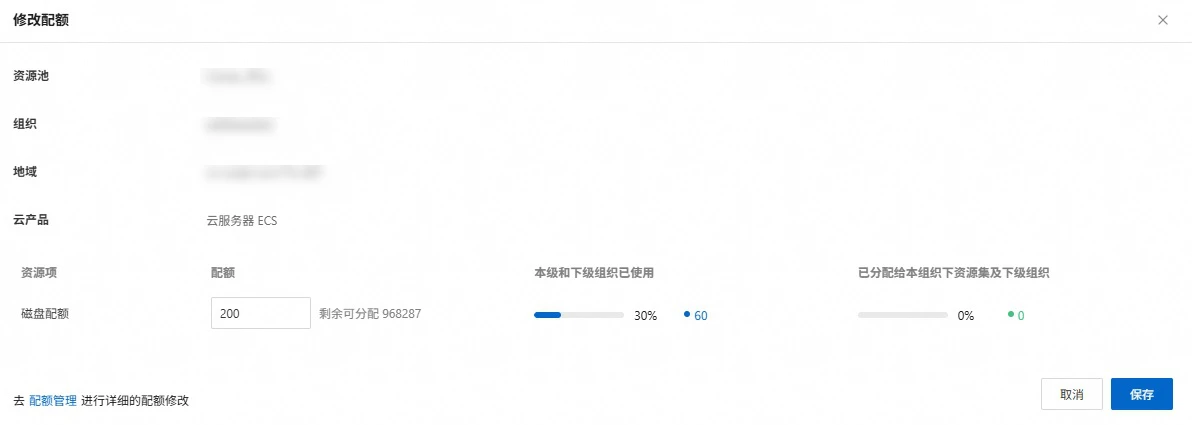 修改配额
资源池
组织
地域
云产品 云服务器 ECS
资源项 配额 本级和下级组织已使用 已分配给本组织下资源集及下级组织
磁盘配额 200 剩余可分配 968287 30% 60 0% 0
去 配额管理 进行详细的配额修改 取消 保存